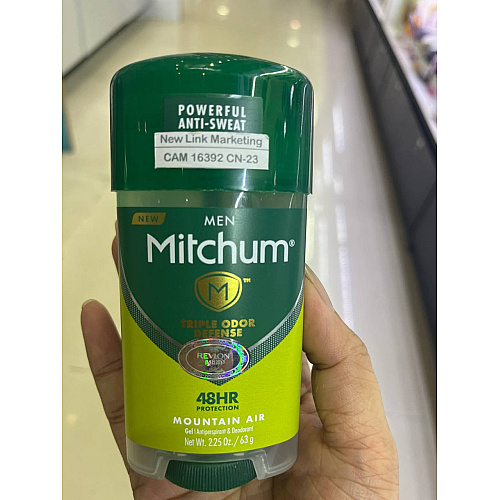 POWERFUL
ANTI-SWEAT
New Link Marketing
CAM 16392 CN-23
NEW
MEN
Mitchum®
M
TM
TRIPLE ODOR
DEFENSE
REVLON
48HR
PROTECTION
MOUNTAIN AIR
Gel | Antiperspirant & Deodorant
Net Wt. 2.25 Oz./63 g